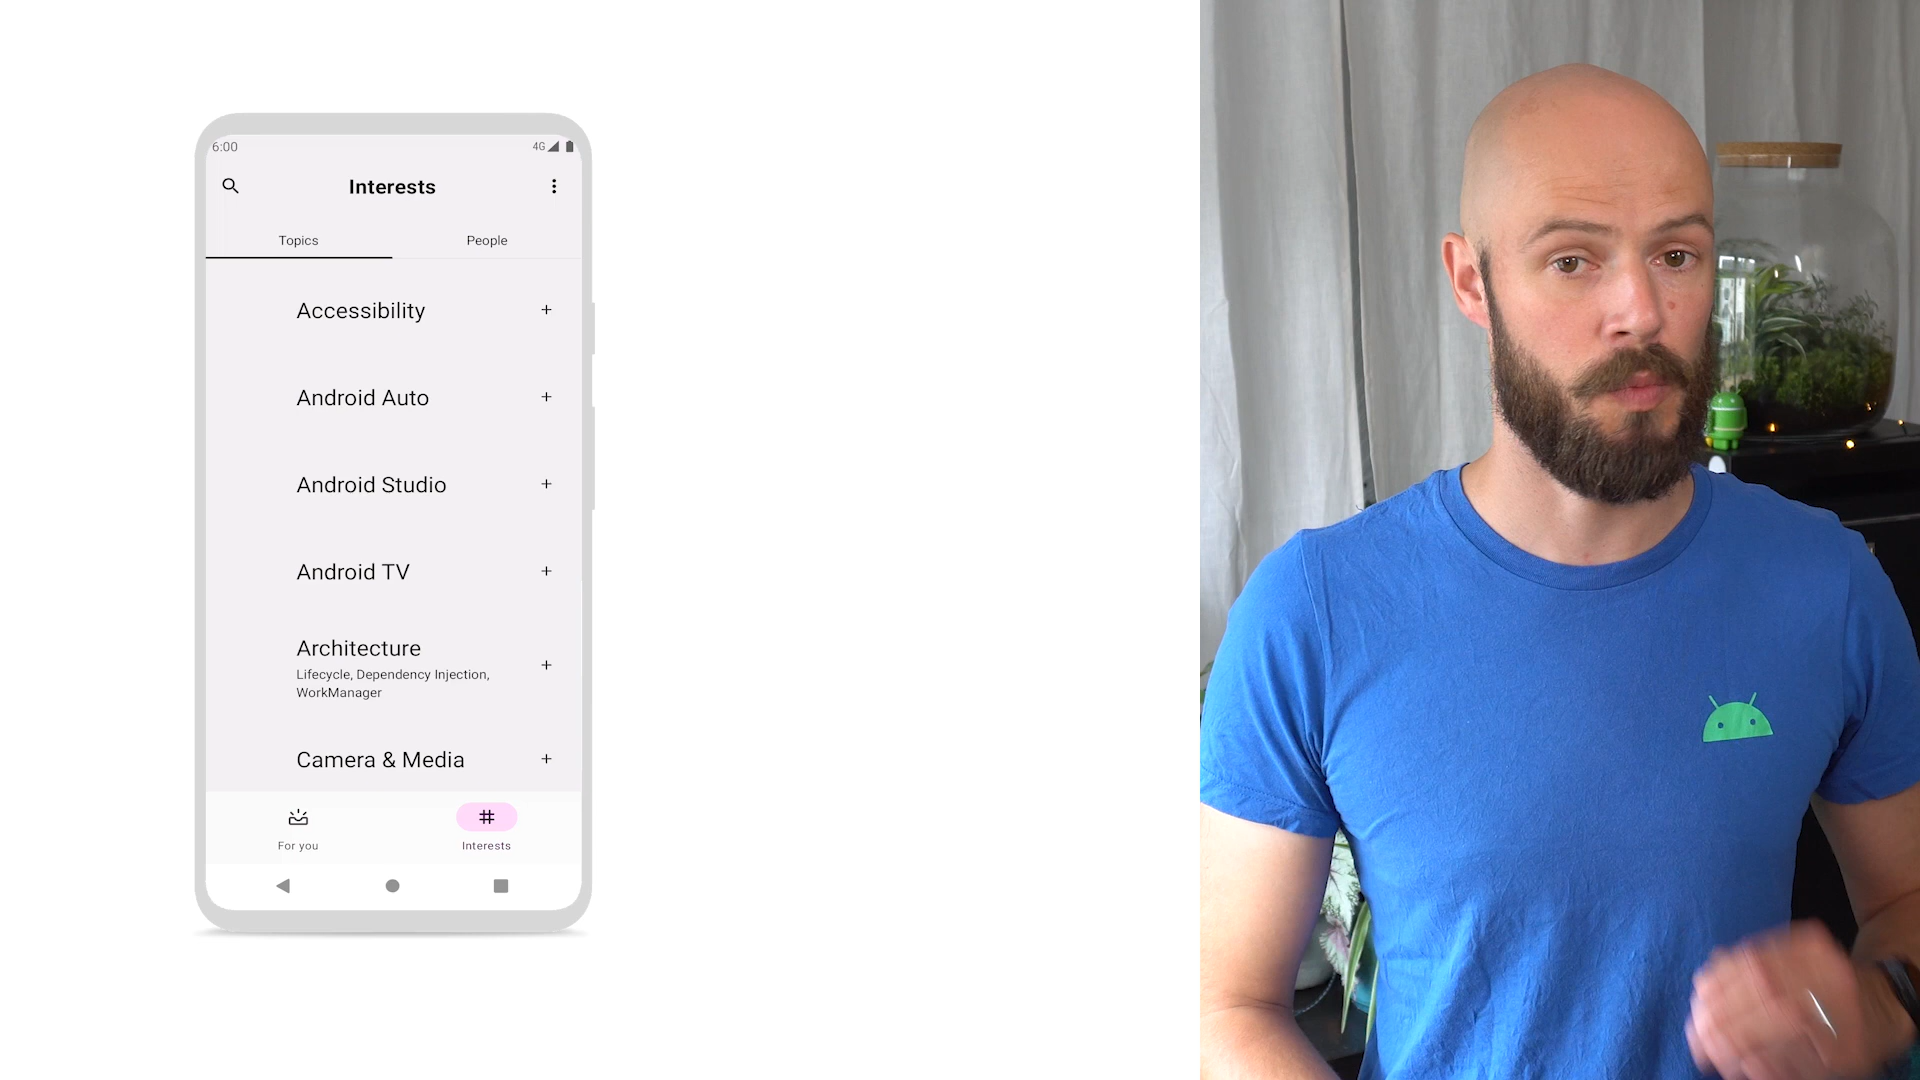 6:00
4G
Interests
Topics
People
Accessibility
Android Auto
Android Studio
Android TV
Architecture
Lifecycle, Dependency Injection,
WorkManager
Camera & Media
For you
Interests